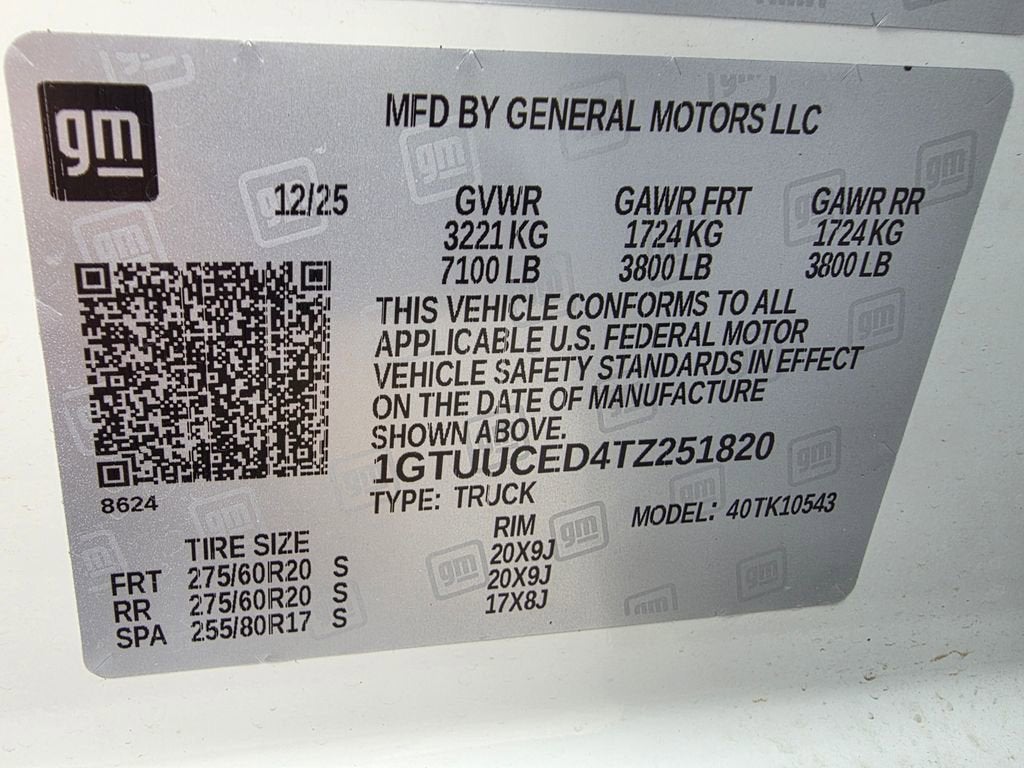 gm
MFD BY GENERAL MOTORS LLC
12/25 GVWR GAWR FRT GAWR RR
3221 KG 1724 KG 1724 KG
7100 LB 3800 LB 3800 LB
THIS VEHICLE CONFORMS TO ALL
APPLICABLE U.S. FEDERAL MOTOR
VEHICLE SAFETY STANDARDS IN EFFECT
ON THE DATE OF MANUFACTURE
SHOWN ABOVE.
1GTUUCED4TZ251820
8624
TYPE: TRUCK MODEL: 40TK10543
TIRE SIZE RIM
FRT 275/60R20 S 20X9J
RR 275/60R20 S 20X9J
SPA 255/80R17 S 17X8J